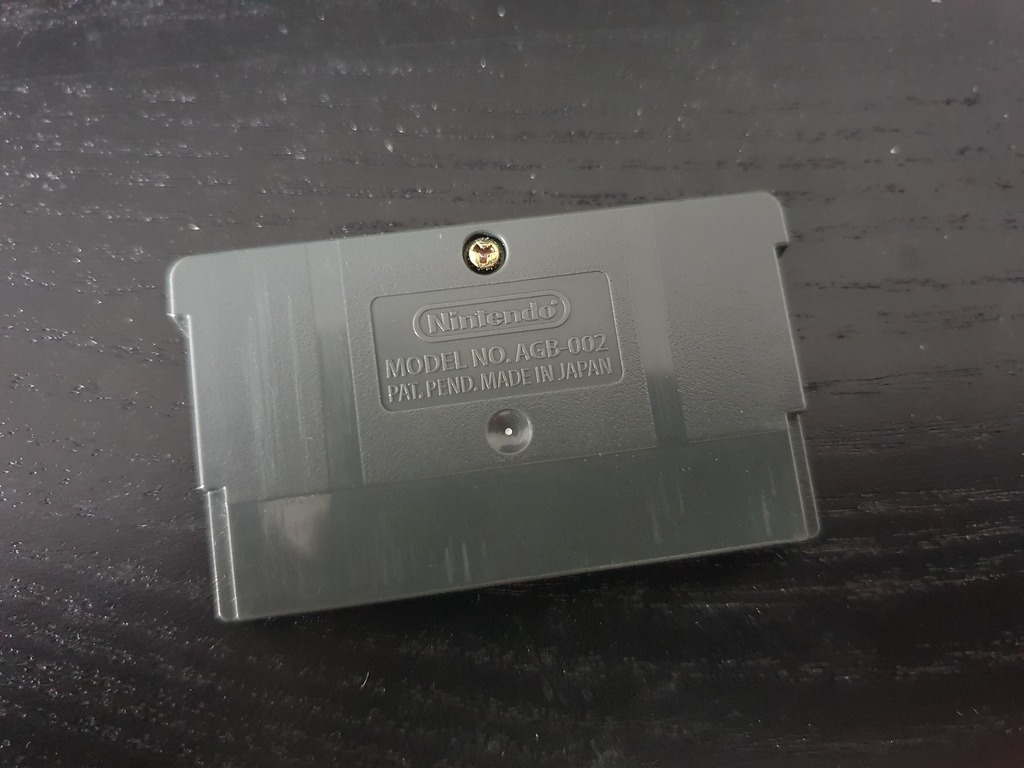 Nintendo
MODEL NO. AGB-002
PAT. PEND. MADE IN JAPAN